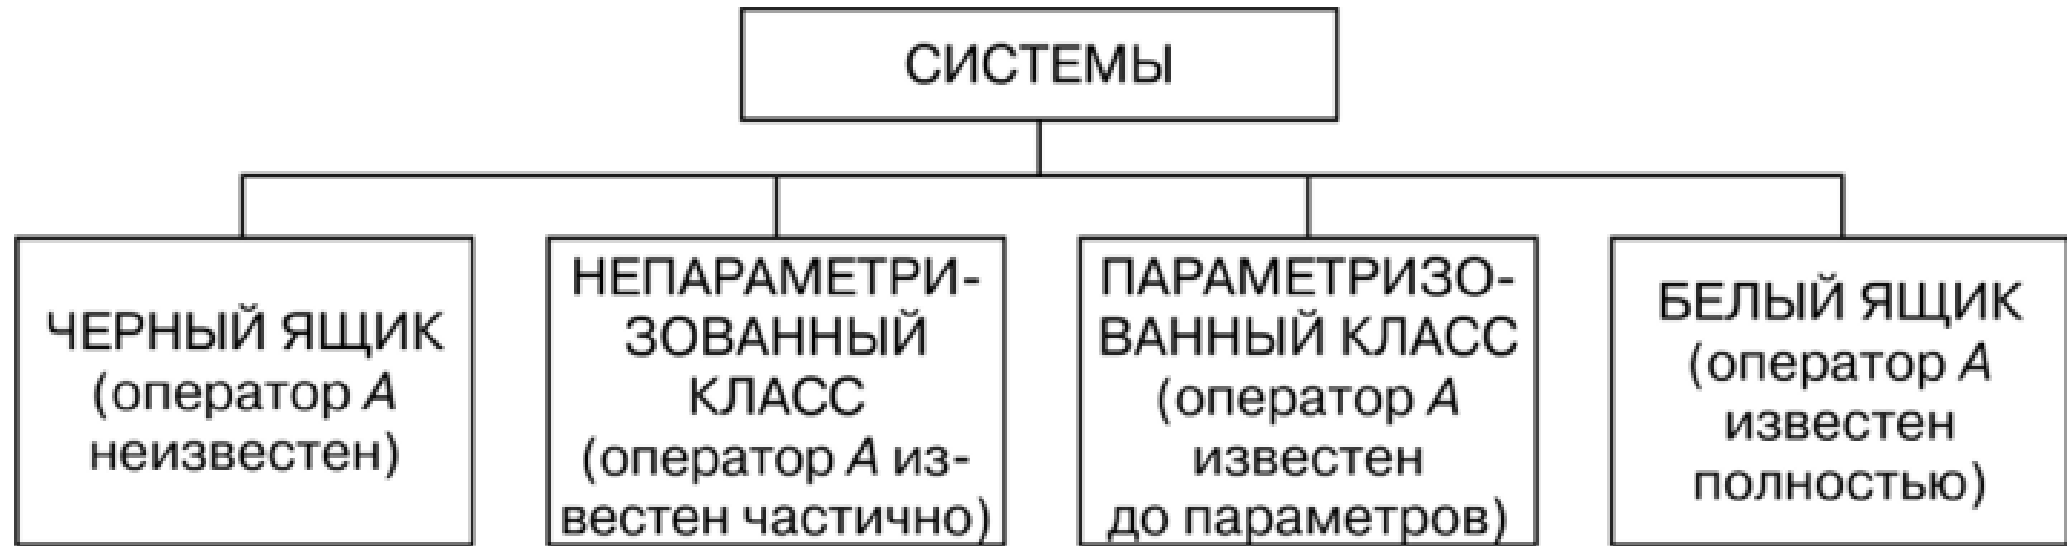 СИСТЕМЫ
ЧЕРНЫЙ ЯЩИК
(оператор A
неизвестен)
НЕПАРАМЕТРИ-
ЗОВАННЫЙ
КЛАСС
(оператор A из-
вестен частично)
ПАРАМЕТРИЗО-
ВАННЫЙ КЛАСС
(оператор A
известен
до параметров)
БЕЛЫЙ ЯЩИК
(оператор A
известен
полностью)